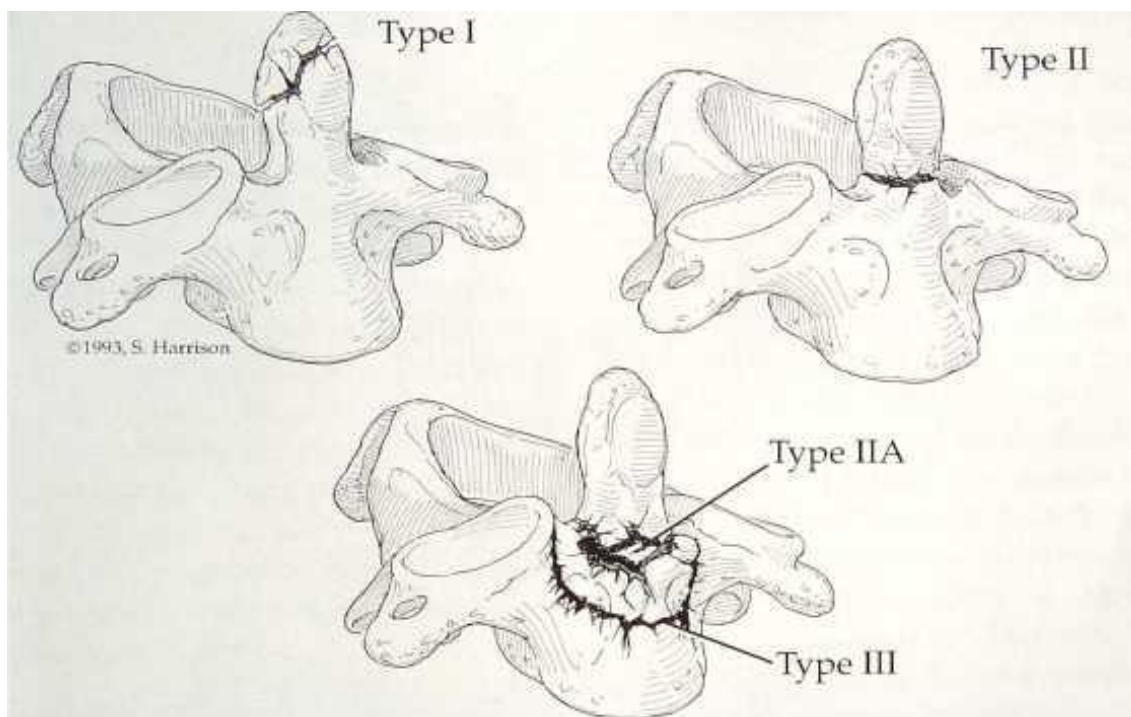 Type I
Type II
©1993, S. Harrison
Type IIA
Type III